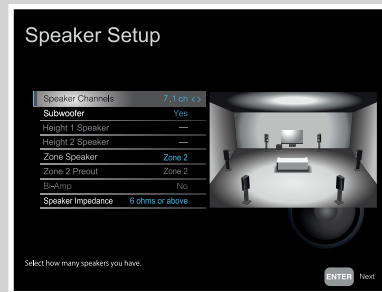 Speaker Setup
Speaker Channels 7.1 ch <>
Subwoofer Yes
Height 1 Speaker —
Height 2 Speaker —
Zone Speaker Zone 2
Zone 2 Preout Zone 2
Bi-Amp No
Speaker Impedance 6 ohms or above
Select how many speakers you have.
ENTER Next